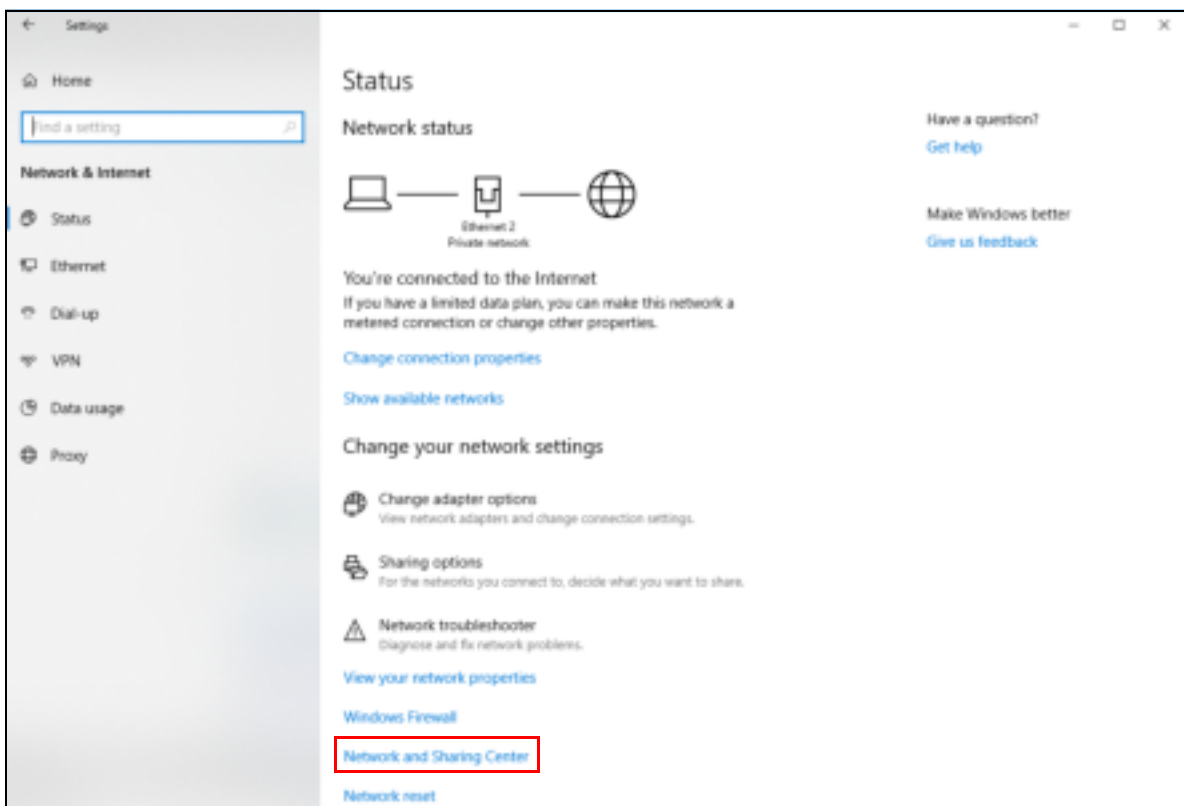 Settings
Home
Find a setting
Network & Internet
Status
Ethernet
Dial-up
VPN
Data usage
Proxy
Status
Network status
Ethernet 2
Private network
You're connected to the Internet
If you have a limited data plan, you can make this network a
metered connection or change other properties.
Change connection properties
Show available networks
Change your network settings
Change adapter options
View network adapters and change connection settings.
Sharing options
For the networks you connect to, decide what you want to share.
Network troubleshooter
Diagnose and fix network problems.
View your network properties
Windows Firewall
Network and Sharing Center
Network reset
Have a question?
Get help
Make Windows better
Give us feedback